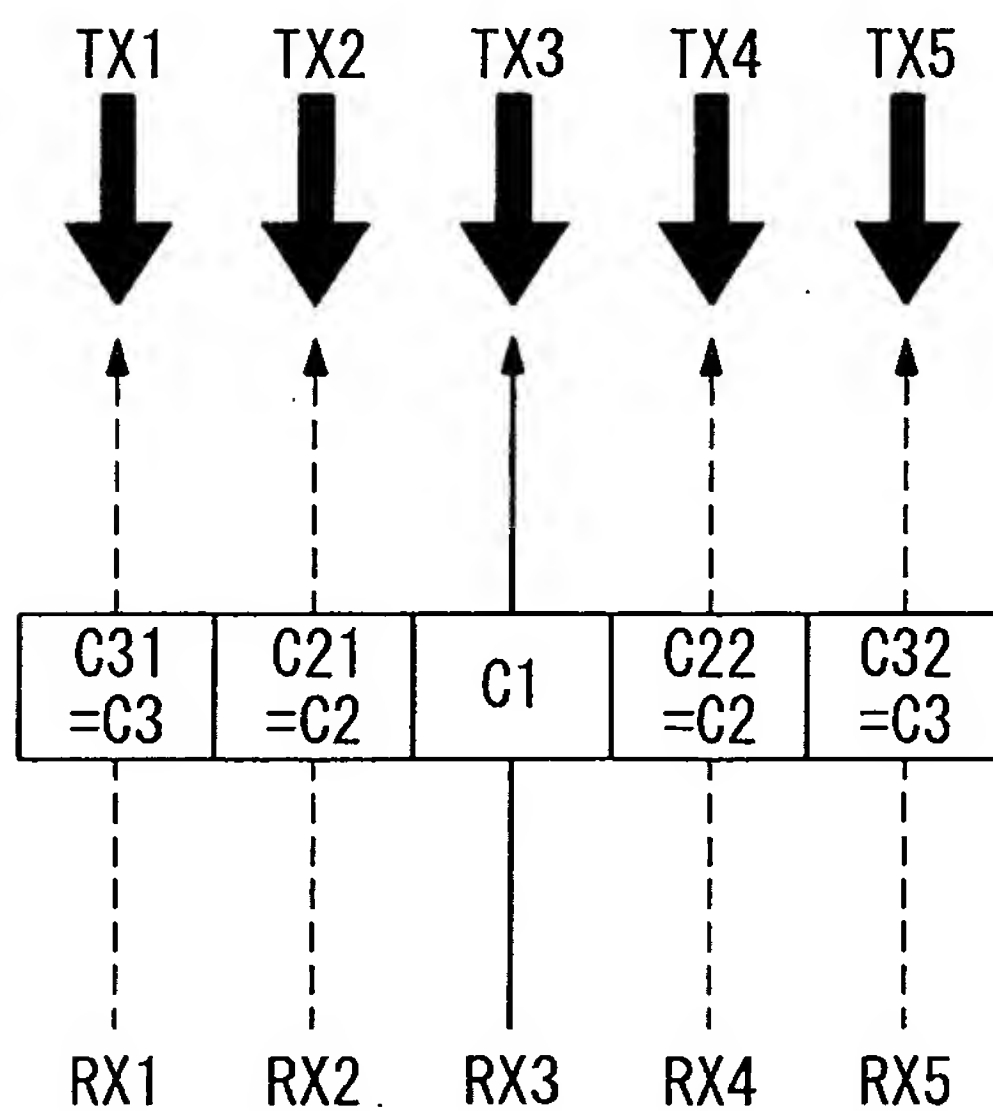 TX1 TX2 TX3 TX4 TX5
C31 C21 C1 C22 C32
=C3 =C2 =C2 =C3
RX1 RX2 RX3 RX4 RX5